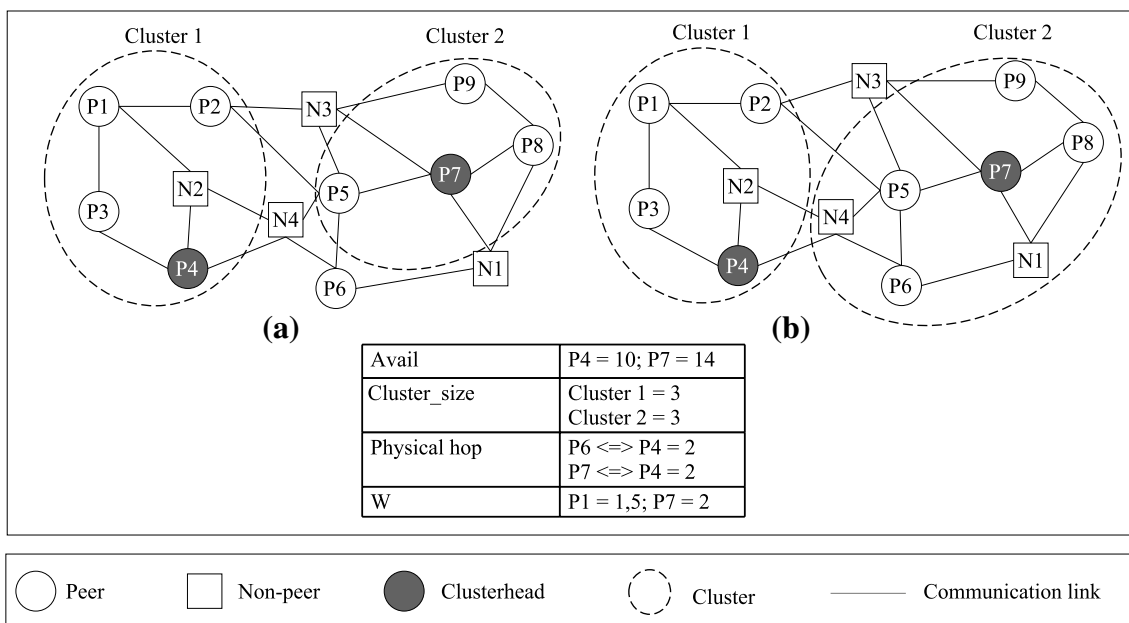 Cluster 1
Cluster 2
P1
P2
N3
P9
P8
P7
N2
P5
P3
N4
P4
P6
N1
(a)
Cluster 1
Cluster 2
P1
P2
N3
P9
P8
P7
N2
P5
P3
N4
P4
P6
N1
(b)
Avail P4 = 10; P7 = 14
Cluster_size Cluster 1 = 3
Cluster 2 = 3
Physical hop P6 <=> P4 = 2
P7 <=> P4 = 2
W P1 = 1,5; P7 = 2
Peer Non-peer Clusterhead Cluster Communication link